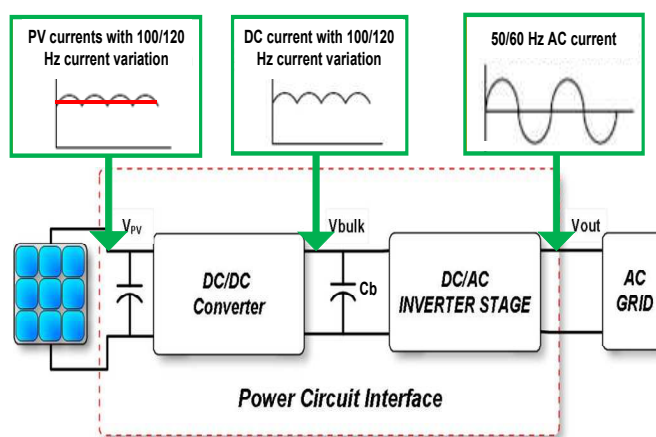 PV currents with 100/120
Hz current variation
DC current with 100/120
Hz current variation
50/60 Hz AC current
VPV
Vbulk
Vout
DC/DC
Converter
Cb
DC/AC
INVERTER STAGE
AC
GRID
Power Circuit Interface